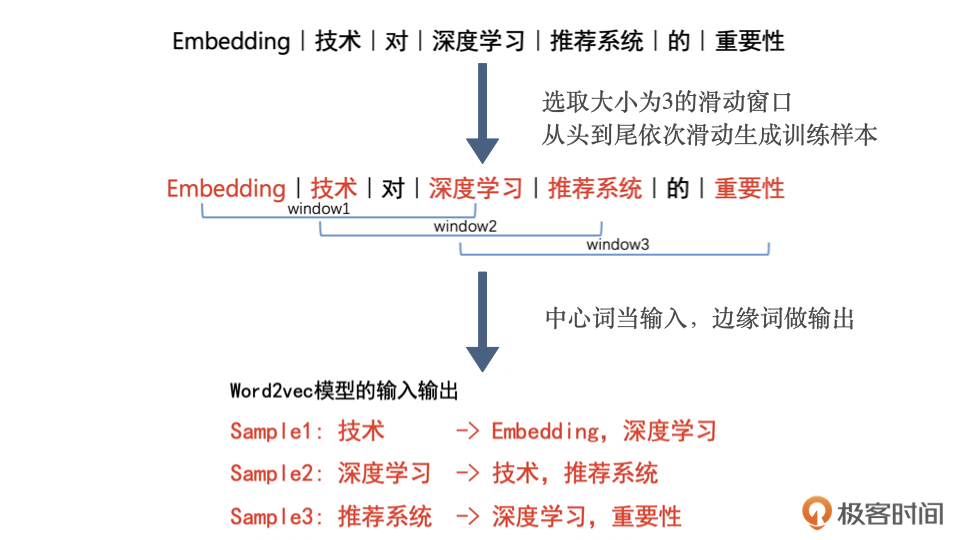 Embedding | 技术 | 对 | 深度学习 | 推荐系统 | 的 | 重要性
选取大小为3的滑动窗口
从头到尾依次滑动生成训练样本
Embedding | 技术 | 对 | 深度学习 | 推荐系统 | 的 | 重要性
window1
window2
window3
中心词当输入，边缘词做输出
Word2vec模型的输入输出
Sample1: 技术 -> Embedding，深度学习
Sample2: 深度学习 -> 技术，推荐系统
Sample3: 推荐系统 -> 深度学习，重要性
极客时间